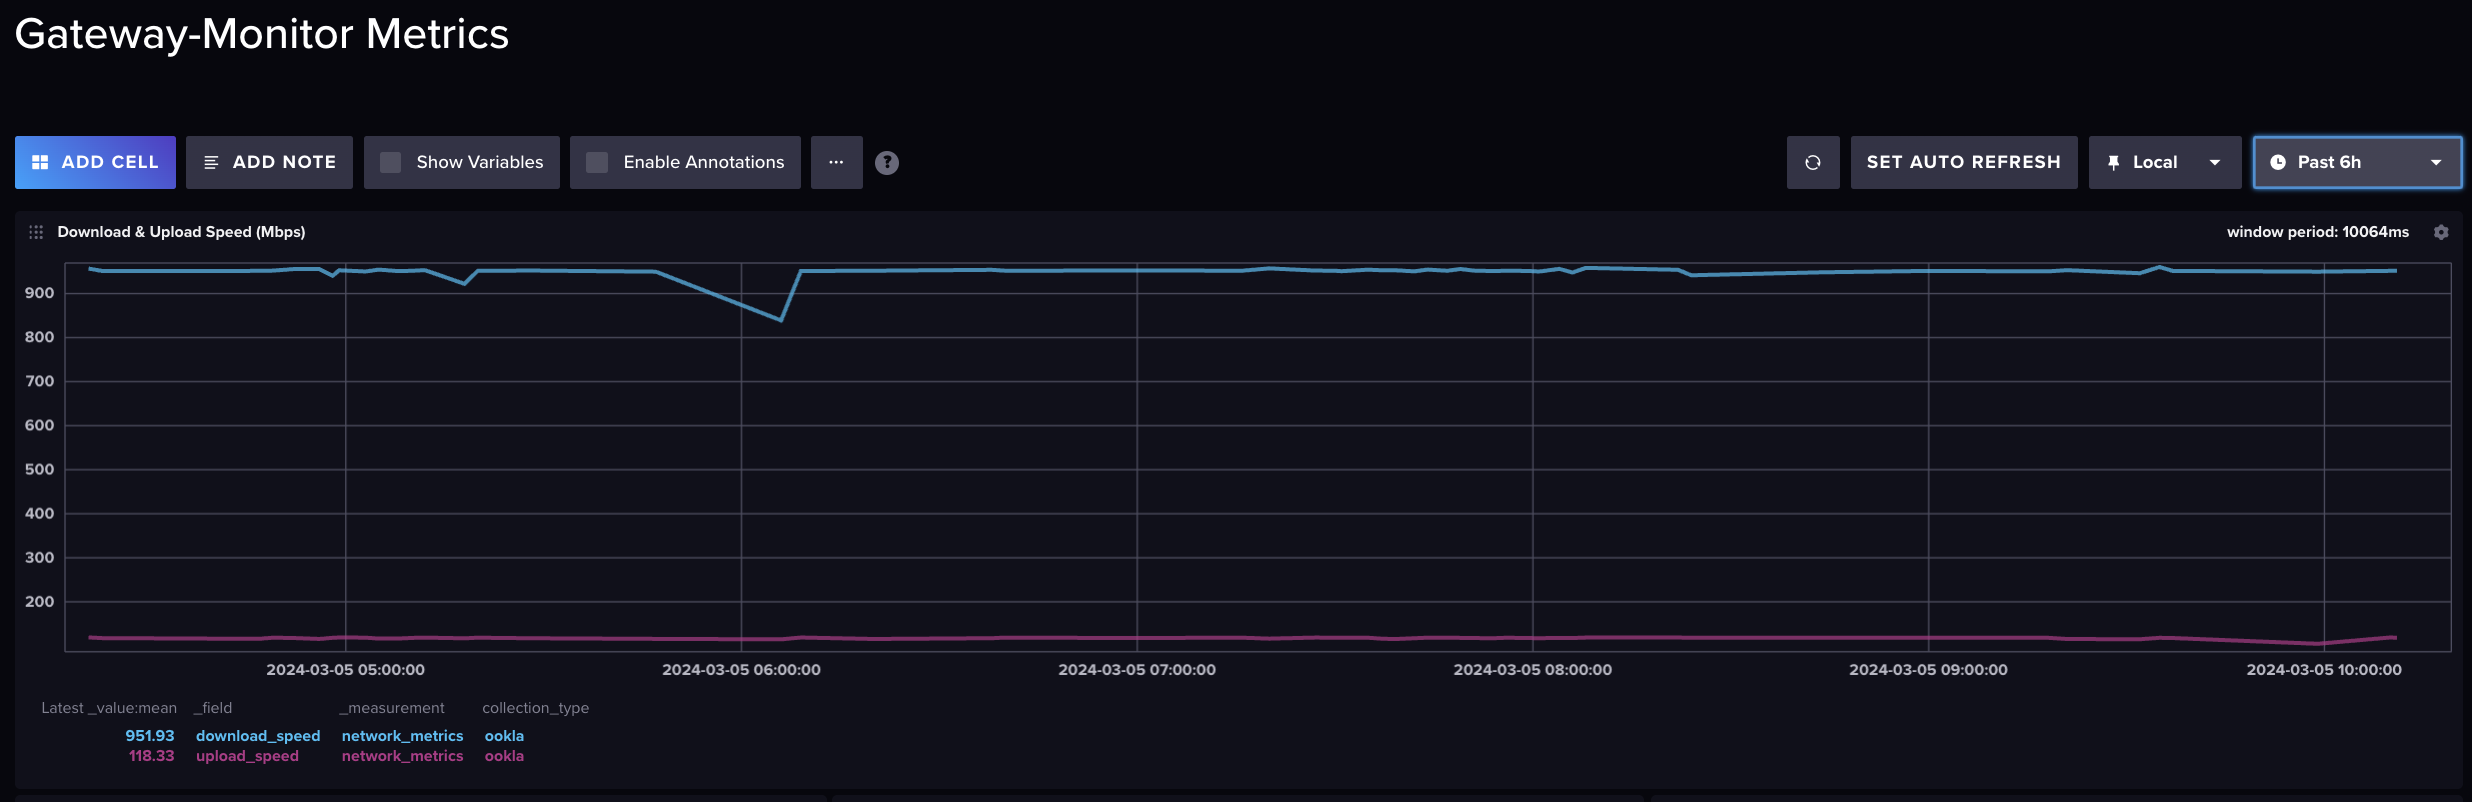 Gateway-Monitor Metrics
ADD CELL ADD NOTE Show Variables Enable Annotations ... ? SET AUTO REFRESH Local Past 6h
Download & Upload Speed (Mbps) window period: 10064ms
900
800
700
600
500
400
300
200
2024-03-05 05:00:00 2024-03-05 06:00:00 2024-03-05 07:00:00 2024-03-05 08:00:00 2024-03-05 09:00:00 2024-03-05 10:00:00
Latest _value:mean _field _measurement collection_type
951.93 download_speed network_metrics ookla
118.33 upload_speed network_metrics ookla